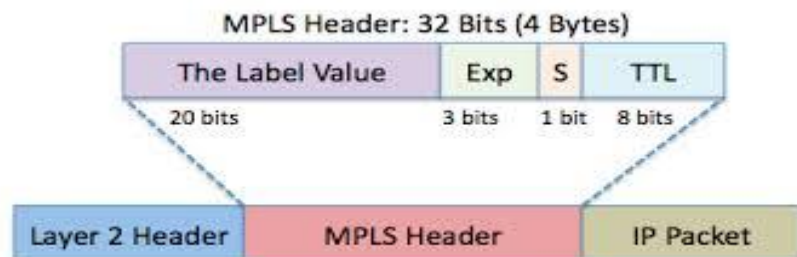 MPLS Header: 32 Bits (4 Bytes)
The Label Value Exp S TTL
20 bits 3 bits 1 bit 8 bits
Layer 2 Header MPLS Header IP Packet